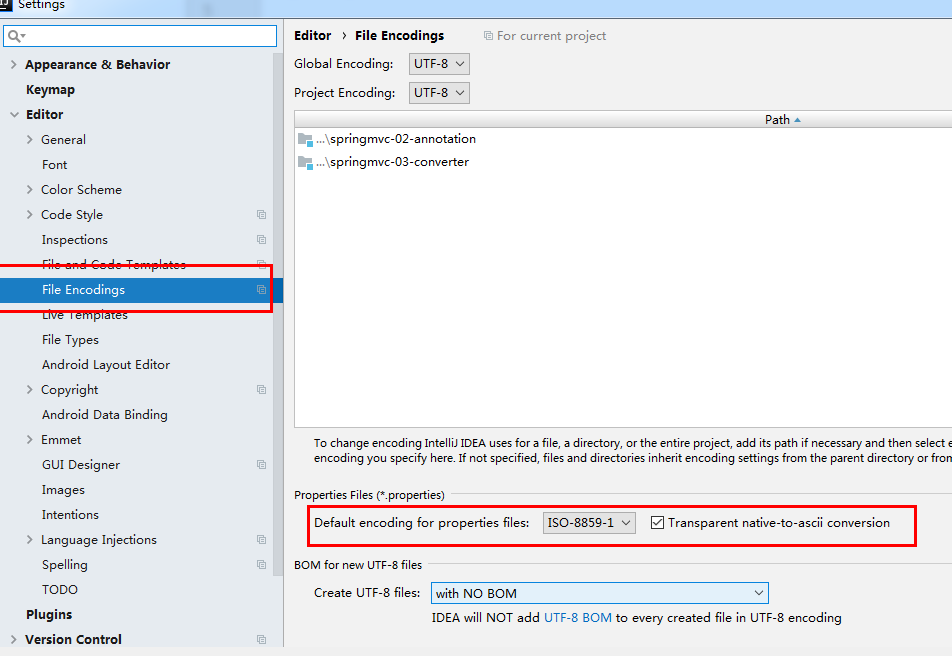 Settings
Editor › File Encodings For current project
Appearance & Behavior
Keymap
Editor
General
Font
Color Scheme
Code Style
Inspections
File and Code Templates
File Encodings
Live Templates
File Types
Android Layout Editor
Copyright
Android Data Binding
Emmet
GUI Designer
Images
Intentions
Language Injections
Spelling
TODO
Plugins
Version Control
Global Encoding: UTF-8
Project Encoding: UTF-8
Path
...\springmvc-02-annotation
...\springmvc-03-converter
To change encoding IntelliJ IDEA uses for a file, a directory, or the entire project, add its path if necessary and then select
encoding you specify here. If not specified, files and directories inherit encoding settings from the parent directory or from
Properties Files (*.properties)
Default encoding for properties files: ISO-8859-1 Transparent native-to-ascii conversion
BOM for new UTF-8 files
Create UTF-8 files: with NO BOM
IDEA will NOT add UTF-8 BOM to every created file in UTF-8 encoding